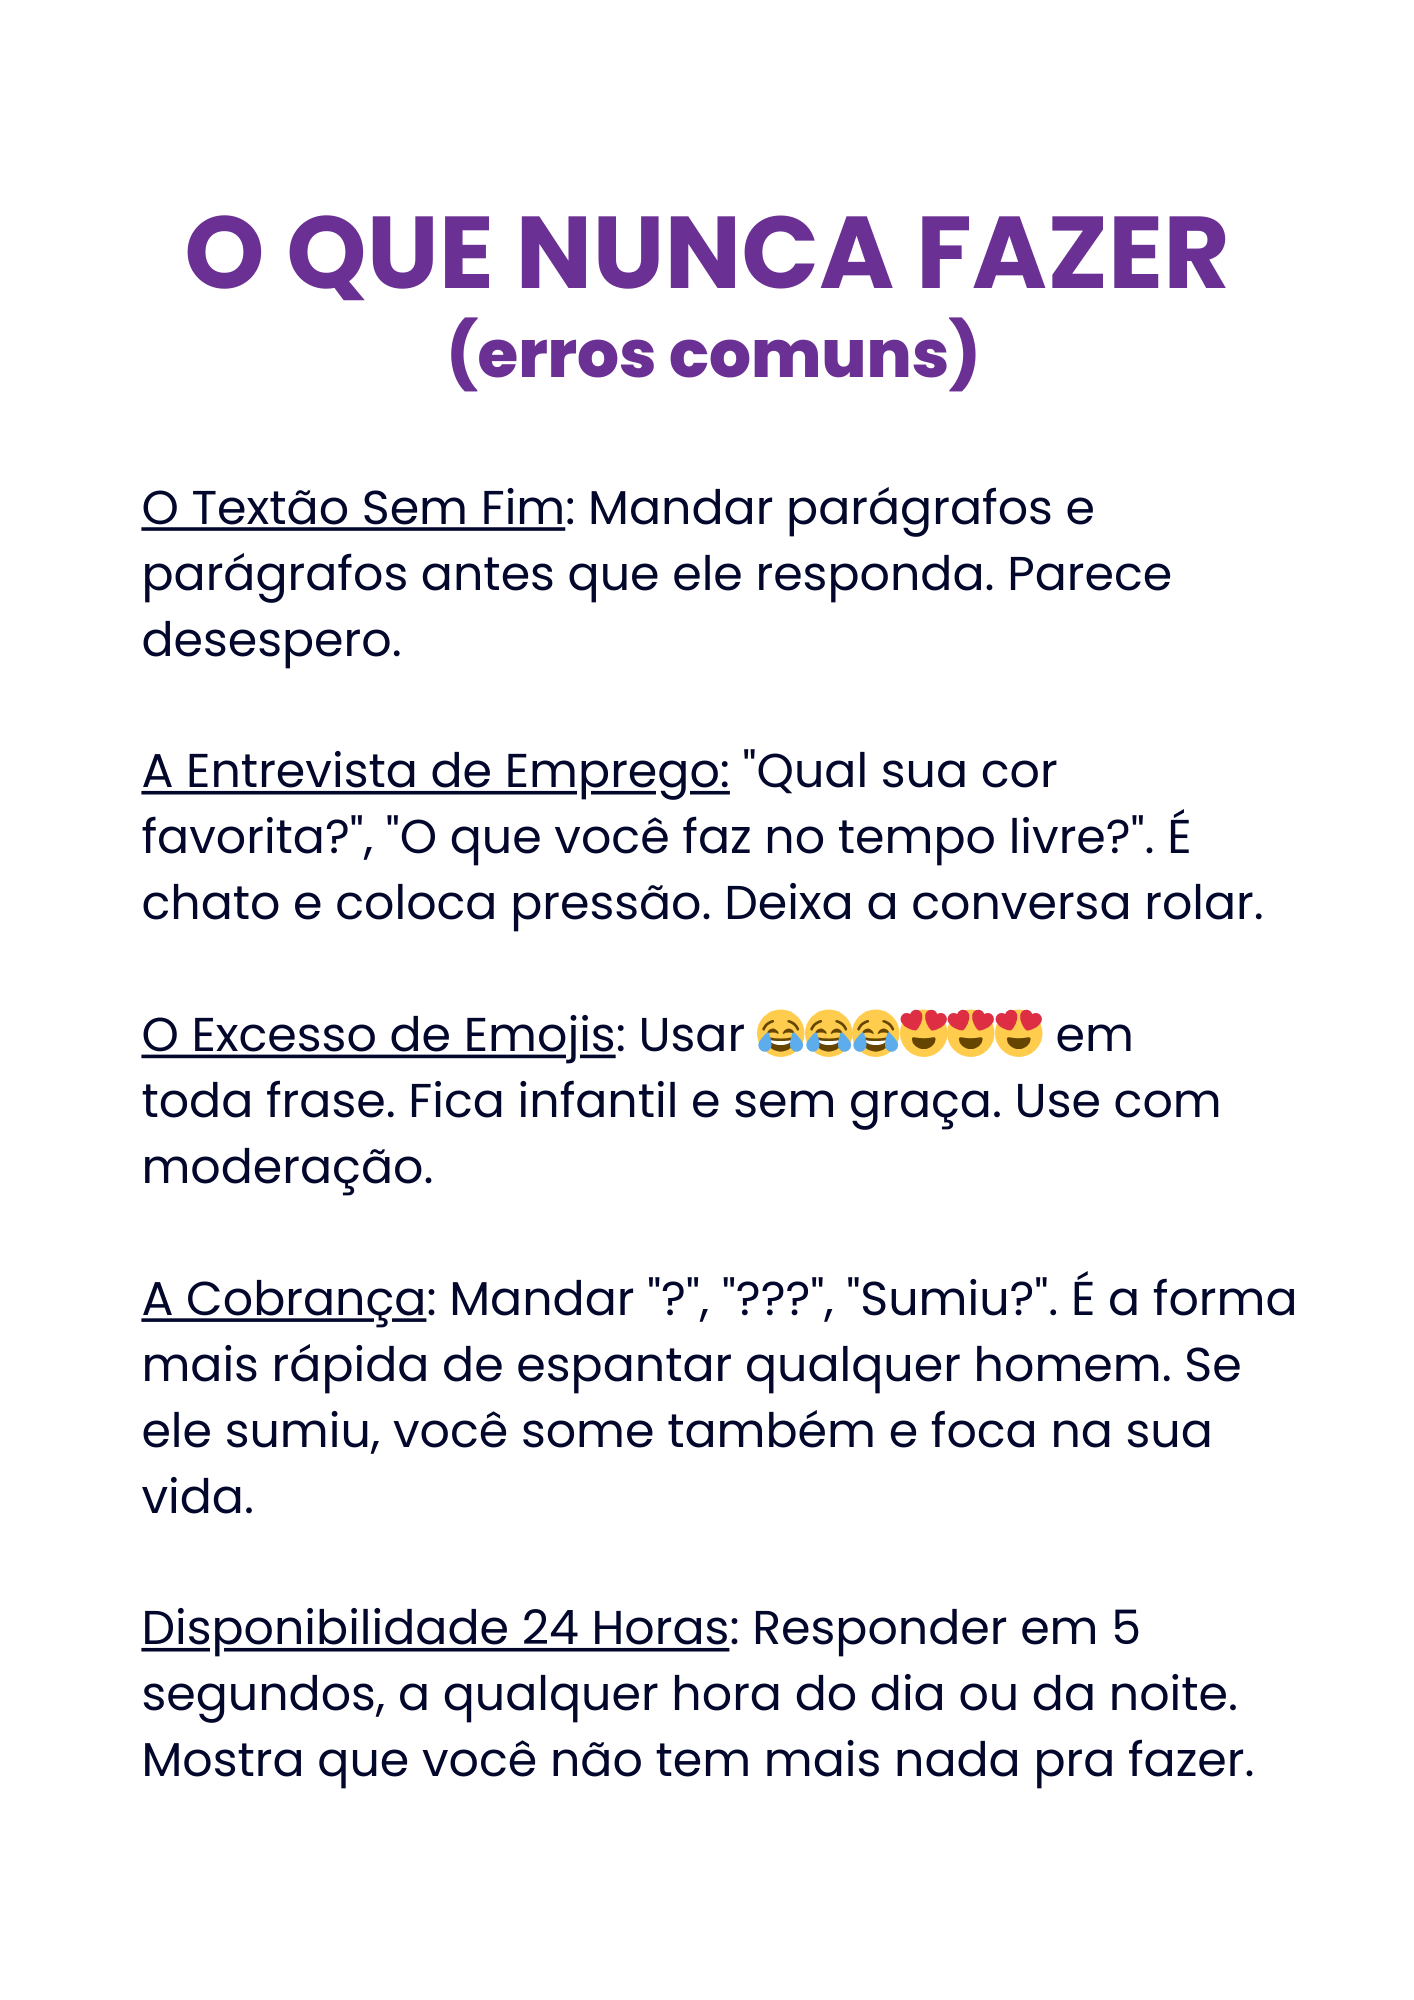 O QUE NUNCA FAZER
(erros comuns)
O Textão Sem Fim: Mandar parágrafos e
parágrafos antes que ele responda. Parece
desespero.
A Entrevista de Emprego: "Qual sua cor
favorita?", "O que você faz no tempo livre?". É
chato e coloca pressão. Deixa a conversa rolar.
O Excesso de Emojis: Usar 😂😂😂😍😍😍 em
toda frase. Fica infantil e sem graça. Use com
moderação.
A Cobrança: Mandar "?", "???", "Sumiu?". É a forma
mais rápida de espantar qualquer homem. Se
ele sumiu, você some também e foca na sua
vida.
Disponibilidade 24 Horas: Responder em 5
segundos, a qualquer hora do dia ou da noite.
Mostra que você não tem mais nada pra fazer.